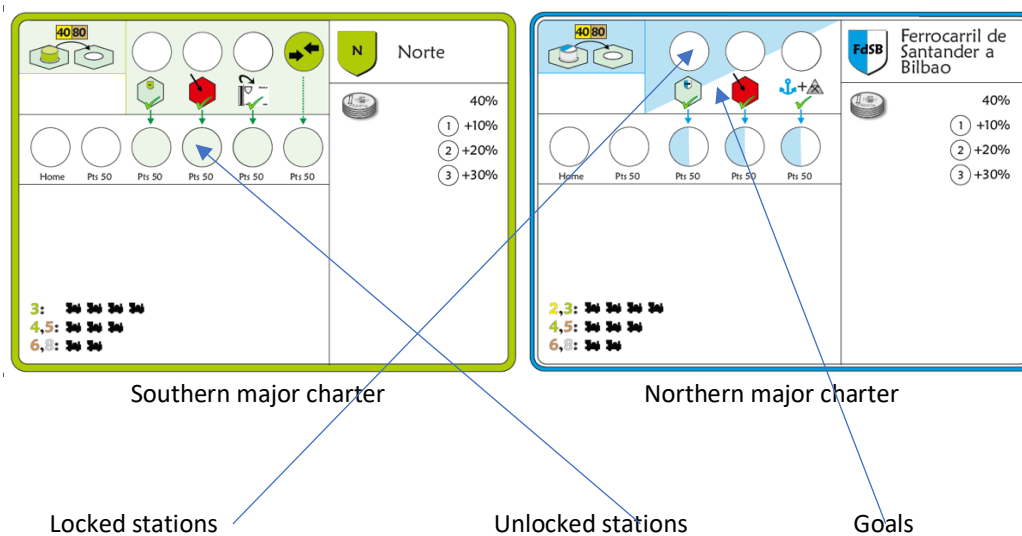 40 80
N
Norte
40%
1 +10%
2 +20%
3 +30%
Home Pts 50 Pts 50 Pts 50 Pts 50 Pts 50
3:
4,5:
6,8:
40 80
FdSB
Ferrocarril de
Santander a
Bilbao
40%
1 +10%
2 +20%
3 +30%
Home Pts 50 Pts 50 Pts 50 Pts 50
2,3:
4,5:
6,8:
Southern major charter
Northern major charter
Locked stations
Unlocked stations
Goals